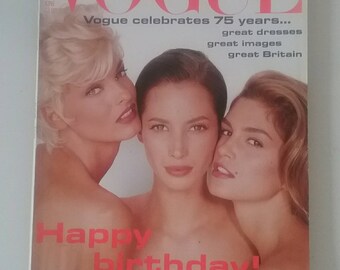 VOGUE
Vogue celebrates 75 years...
great dresses
great images
great Britain
Happy
birthday!